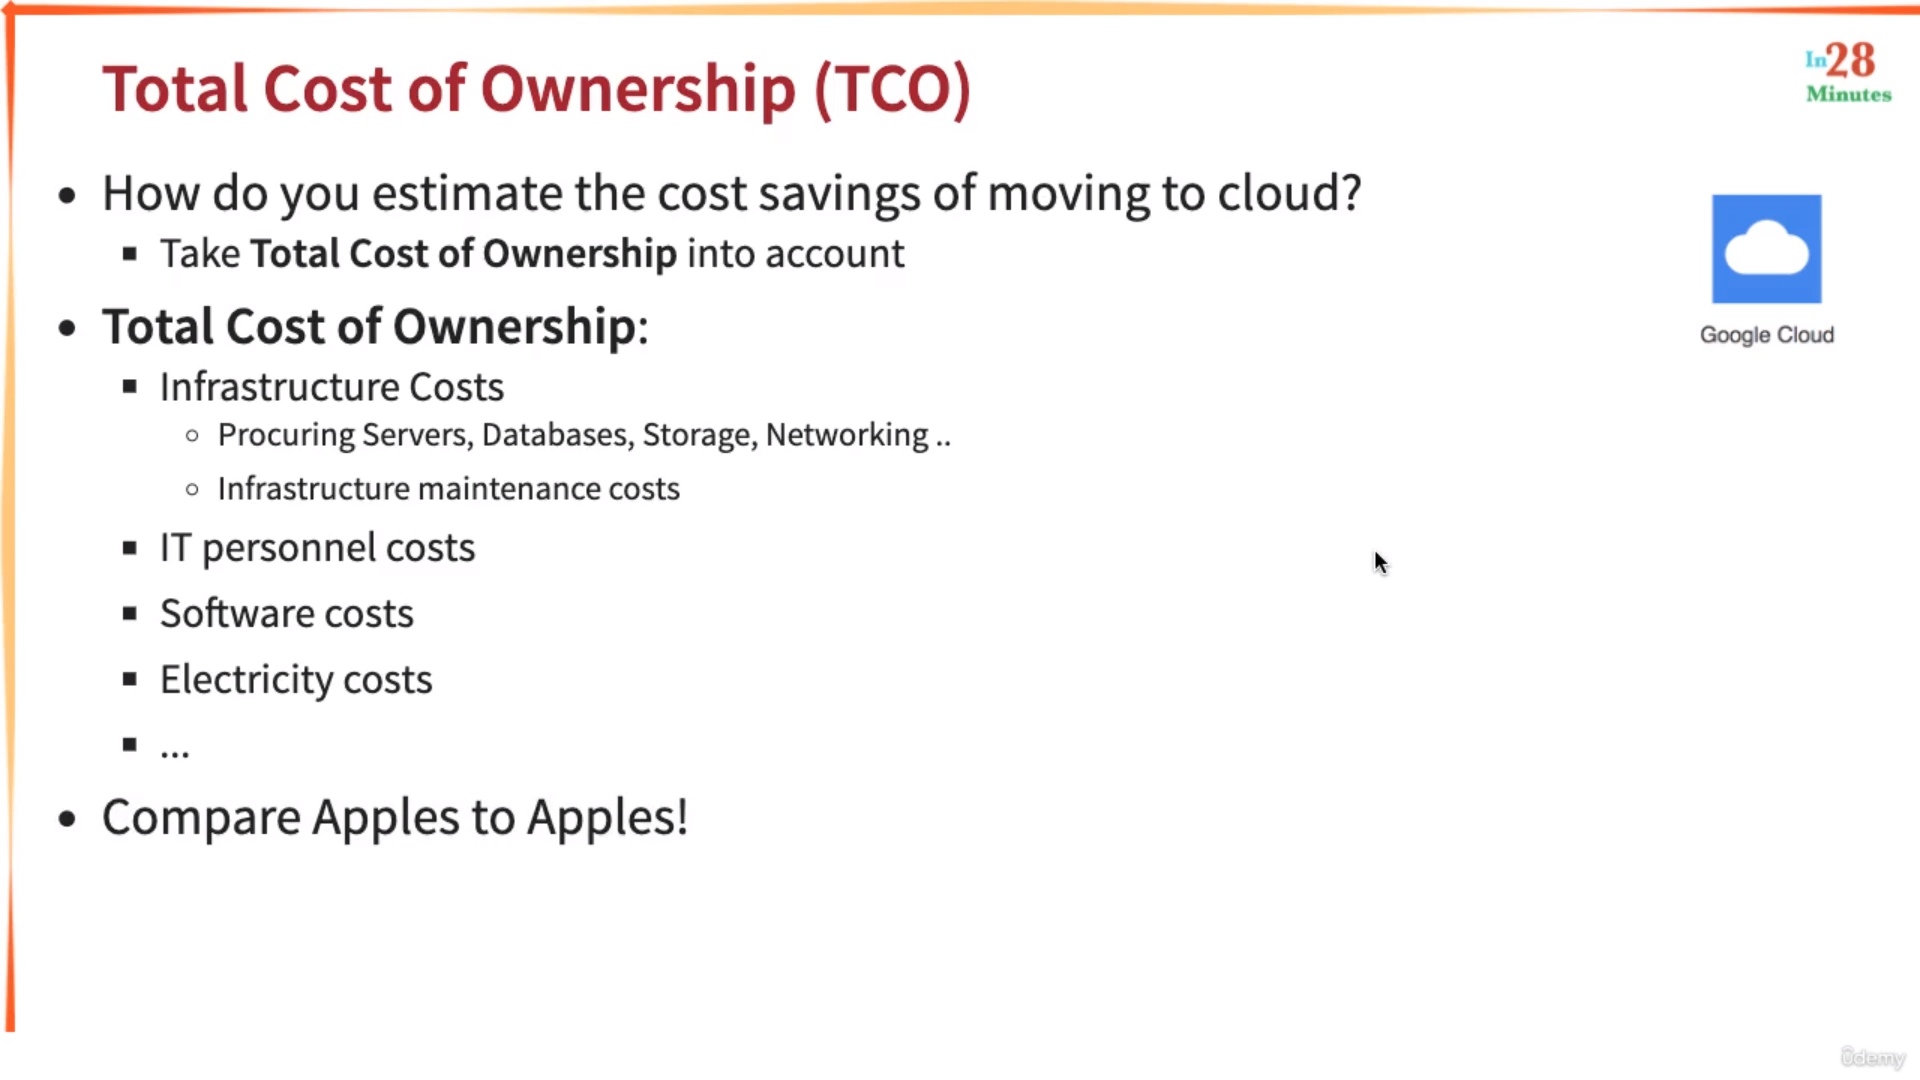 Total Cost of Ownership (TCO)
In28
Minutes
How do you estimate the cost savings of moving to cloud?
Take Total Cost of Ownership into account
Google Cloud
Total Cost of Ownership:
Infrastructure Costs
Procuring Servers, Databases, Storage, Networking ..
Infrastructure maintenance costs
IT personnel costs
Software costs
Electricity costs
...
Compare Apples to Apples!
ûdemy